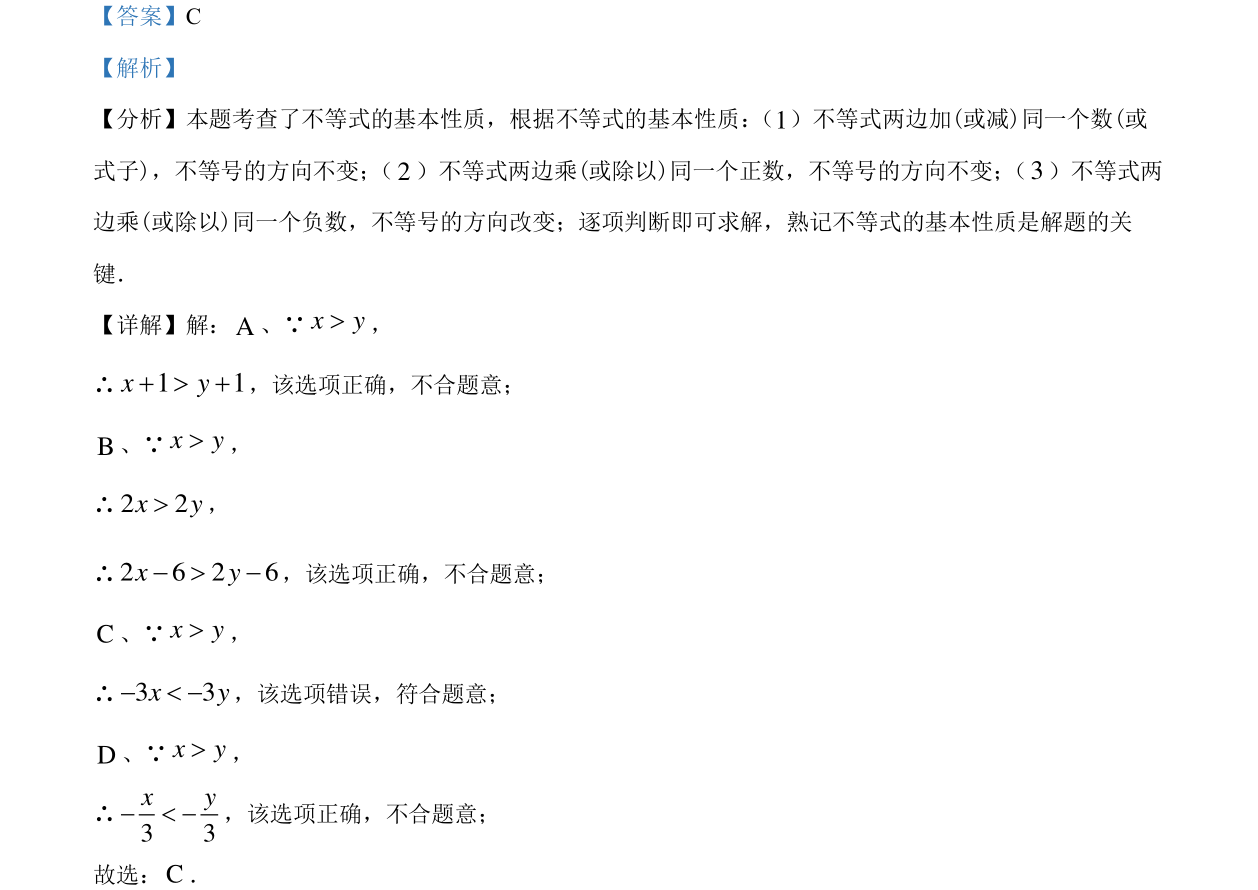 【答案】C
【解析】
【分析】本题考查了不等式的基本性质，根据不等式的基本性质：（1）不等式两边加(或减)同一个数(或
式子)，不等号的方向不变；（2）不等式两边乘(或除以)同一个正数，不等号的方向不变；（3）不等式两
边乘(或除以)同一个负数，不等号的方向改变；逐项判断即可求解，熟记不等式的基本性质是解题的关
键．
【详解】解：A、∵x > y，
∴x+1 > y+1，该选项正确，不合题意；
B、∵x > y，
∴2x > 2y，
∴2x−6 > 2y−6，该选项正确，不合题意；
C、∵x > y，
∴−3x < −3y，该选项错误，符合题意；
D、∵x > y，
∴−x/3 < −y/3，该选项正确，不合题意；
故选：C．